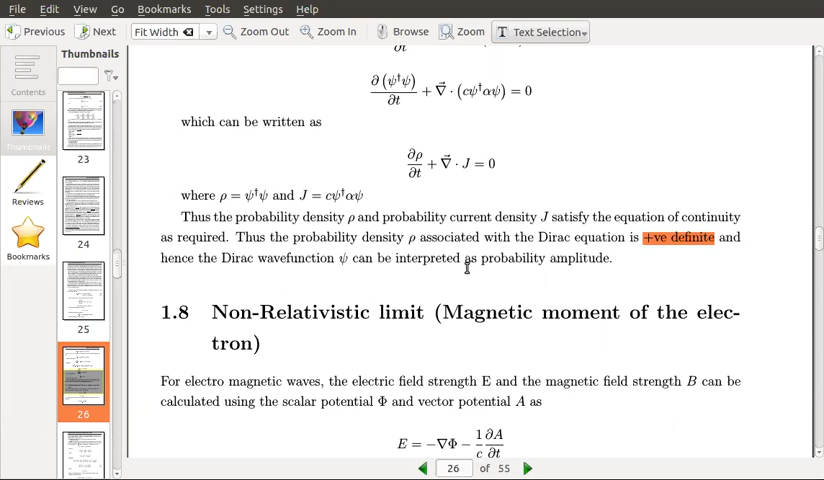 File Edit View Go Bookmarks Tools Settings Help
Previous Next Fit Width Zoom Out Zoom In Browse Zoom Text Selection
Thumbnails
Contents
Thumbnails
Reviews
Bookmarks
23
24
25
26
∂t
∂(ψ†ψ)/∂t + ∇⃗ · (cψ†αψ) = 0
which can be written as
∂ρ/∂t + ∇⃗ · J = 0
where ρ = ψ†ψ and J = cψ†αψ
Thus the probability density ρ and probability current density J satisfy the equation of continuity
as required. Thus the probability density ρ associated with the Dirac equation is +ve definite and
hence the Dirac wavefunction ψ can be interpreted as probability amplitude.
1.8 Non-Relativistic limit (Magnetic moment of the elec-
tron)
For electro magnetic waves, the electric field strength E and the magnetic field strength B can be
calculated using the scalar potential Φ and vector potential A as
E = −∇Φ − 1/c ∂A/∂t
26 of 55